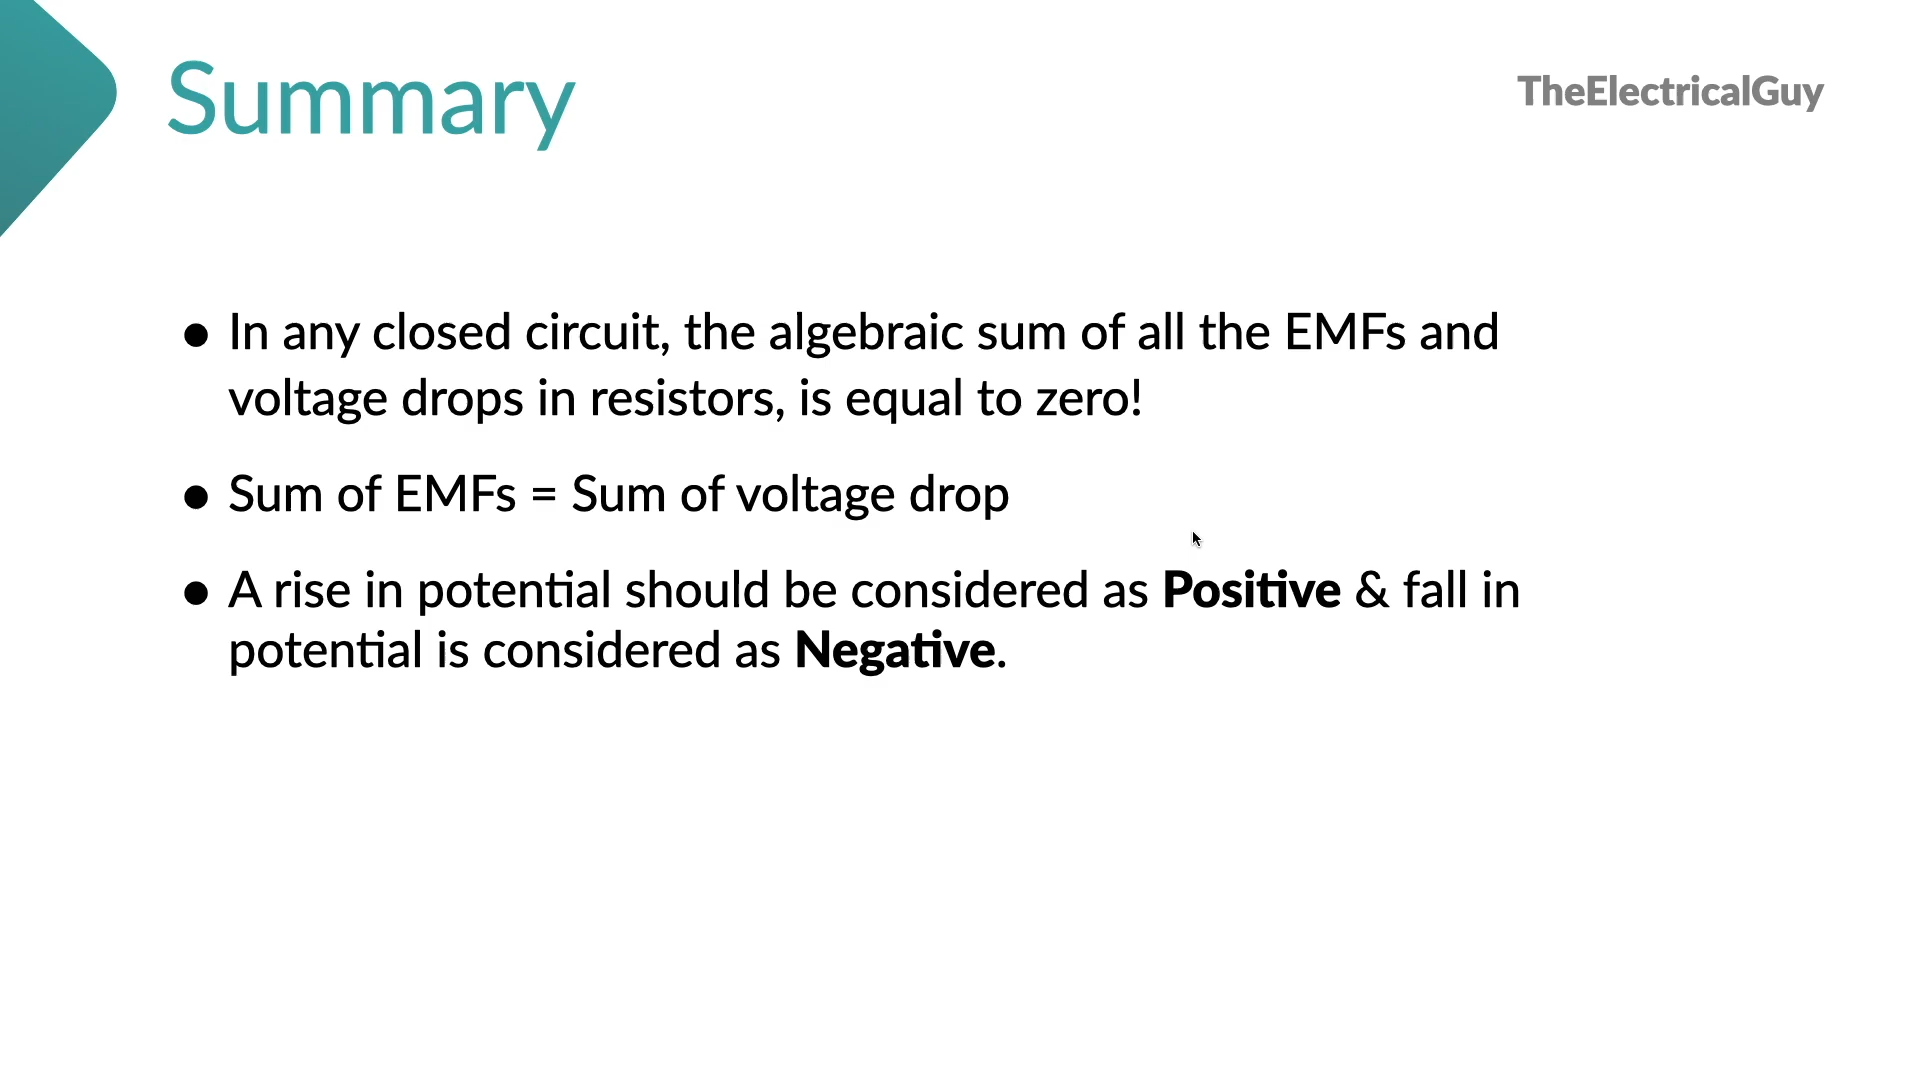 Summary
TheElectricalGuy
● In any closed circuit, the algebraic sum of all the EMFs and
voltage drops in resistors, is equal to zero!
● Sum of EMFs = Sum of voltage drop
● A rise in potential should be considered as Positive & fall in
potential is considered as Negative.